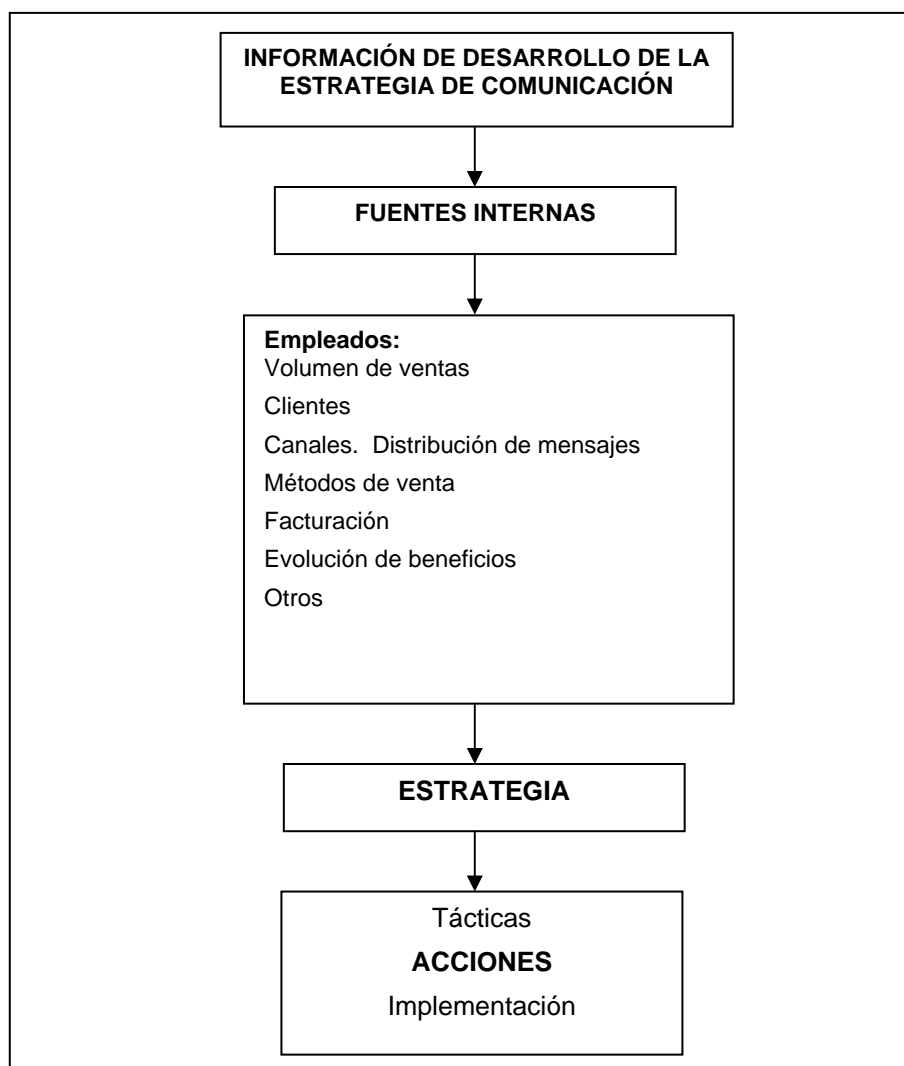 INFORMACIÓN DE DESARROLLO DE LA
ESTRATEGIA DE COMUNICACIÓN
FUENTES INTERNAS
Empleados:
Volumen de ventas
Clientes
Canales.  Distribución de mensajes
Métodos de venta
Facturación
Evolución de beneficios
Otros
ESTRATEGIA
Tácticas
ACCIONES
Implementación